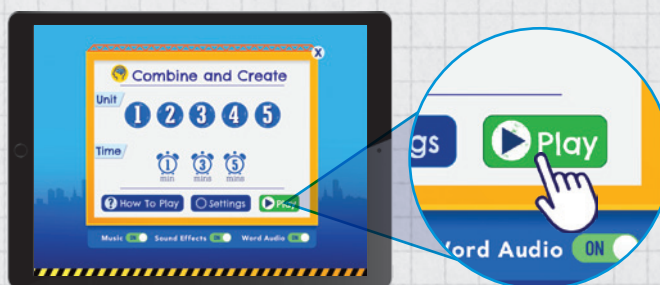 X
Combine and Create
Unit
1 2 3 4 5
Time
1 3 5
min mins mins
? How To Play Settings Play
Music ON Sound Effects ON Word Audio ON
gs Play
ord Audio ON